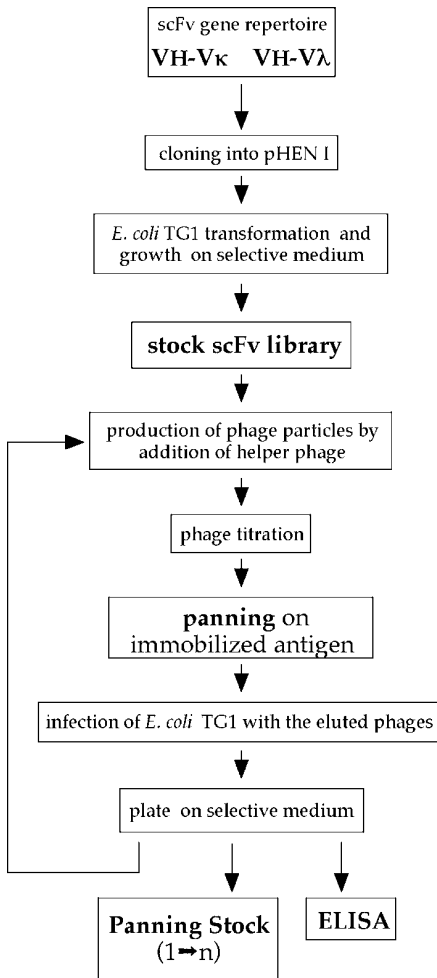 scFv gene repertoire
VH-Vκ VH-Vλ
cloning into pHEN I
E. coli TG1 transformation and
growth on selective medium
stock scFv library
production of phage particles by
addition of helper phage
phage titration
panning on
immobilized antigen
infection of E. coli TG1 with the eluted phages
plate on selective medium
Panning Stock
(1➡n)
ELISA